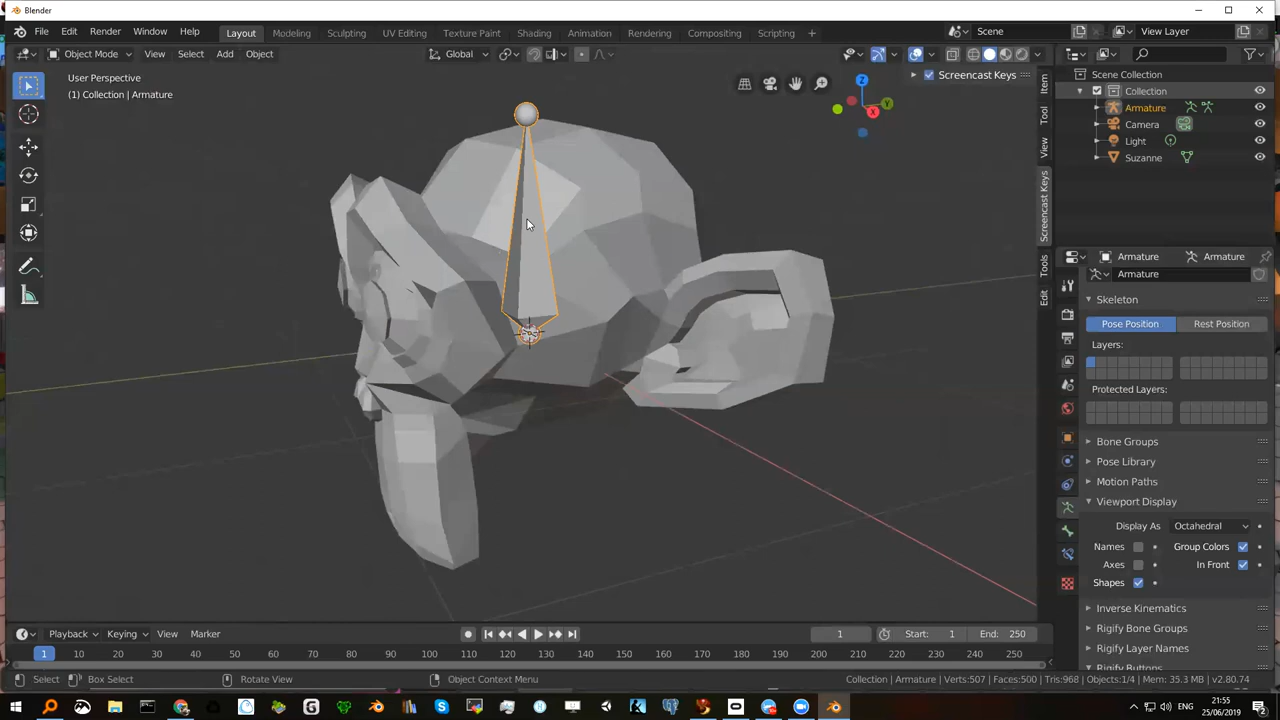 Blender
File Edit Render Window Help Layout Modeling Sculpting UV Editing Texture Paint Shading Animation Rendering Compositing Scripting + Scene View Layer
Object Mode View Select Add Object Global
User Perspective
(1) Collection | Armature
Screencast Keys
Z
Y
X
Item
Tool
View
Screencast Keys
Tools
Edit
Scene Collection
Collection
Armature
Camera
Light
Suzanne
Armature Armature
Armature
Skeleton
Pose Position Rest Position
Layers:
Protected Layers:
Bone Groups
Pose Library
Motion Paths
Viewport Display
Display As Octahedral
Names Group Colors
Axes In Front
Shapes
Inverse Kinematics
Rigify Bone Groups
Rigify Layer Names
Rigify Buttons
Playback Keying View Marker 1 Start: 1 End: 250
1 10 20 30 40 50 60 70 80 90 100 110 120 130 140 150 160 170 180 190 200 210 220 230 240 250
Select Box Select Rotate View Object Context Menu Collection | Armature | Verts:507 | Faces:500 | Tris:968 | Objects:1/4 | Mem: 35.3 MB | v2.80.74
ENG
21:55
25/06/2019